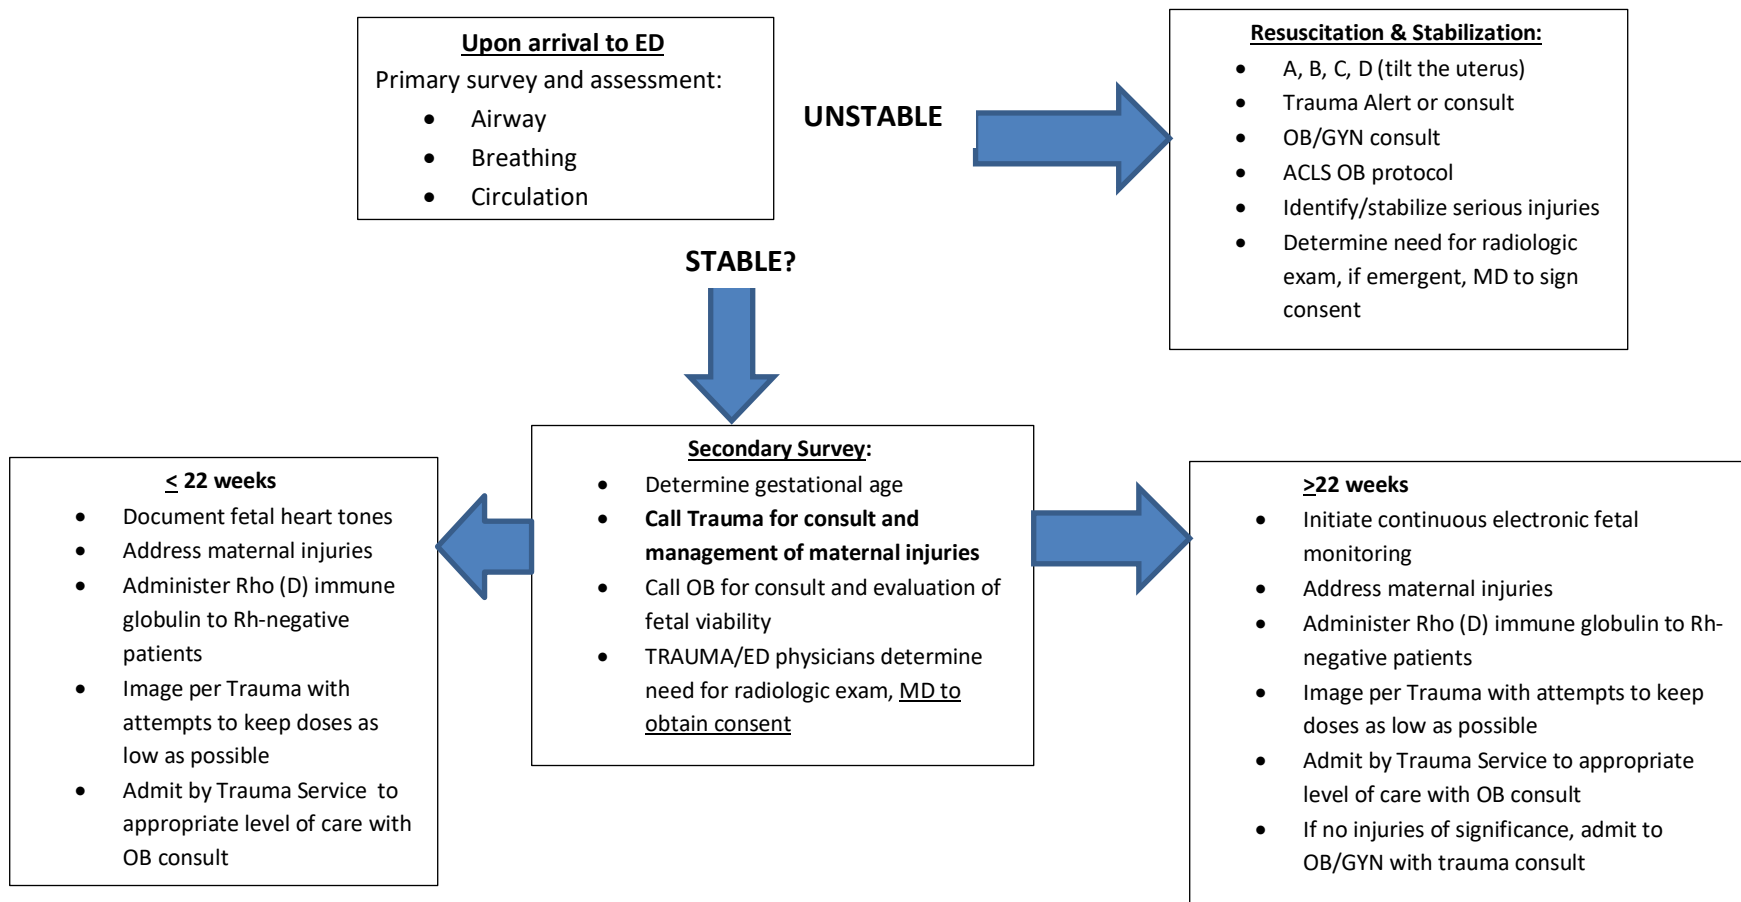 Upon arrival to ED
Primary survey and assessment:
• Airway
• Breathing
• Circulation
UNSTABLE
Resuscitation & Stabilization:
• A, B, C, D (tilt the uterus)
• Trauma Alert or consult
• OB/GYN consult
• ACLS OB protocol
• Identify/stabilize serious injuries
• Determine need for radiologic
exam, if emergent, MD to sign
consent
STABLE?
Secondary Survey:
• Determine gestational age
• Call Trauma for consult and
management of maternal injuries
• Call OB for consult and evaluation of
fetal viability
• TRAUMA/ED physicians determine
need for radiologic exam, MD to
obtain consent
< 22 weeks
• Document fetal heart tones
• Address maternal injuries
• Administer Rho (D) immune
globulin to Rh-negative
patients
• Image per Trauma with
attempts to keep doses as
low as possible
• Admit by Trauma Service to
appropriate level of care with
OB consult
>22 weeks
• Initiate continuous electronic fetal
monitoring
• Address maternal injuries
• Administer Rho (D) immune globulin to Rh-
negative patients
• Image per Trauma with attempts to keep
doses as low as possible
• Admit by Trauma Service to appropriate
level of care with OB consult
• If no injuries of significance, admit to
OB/GYN with trauma consult